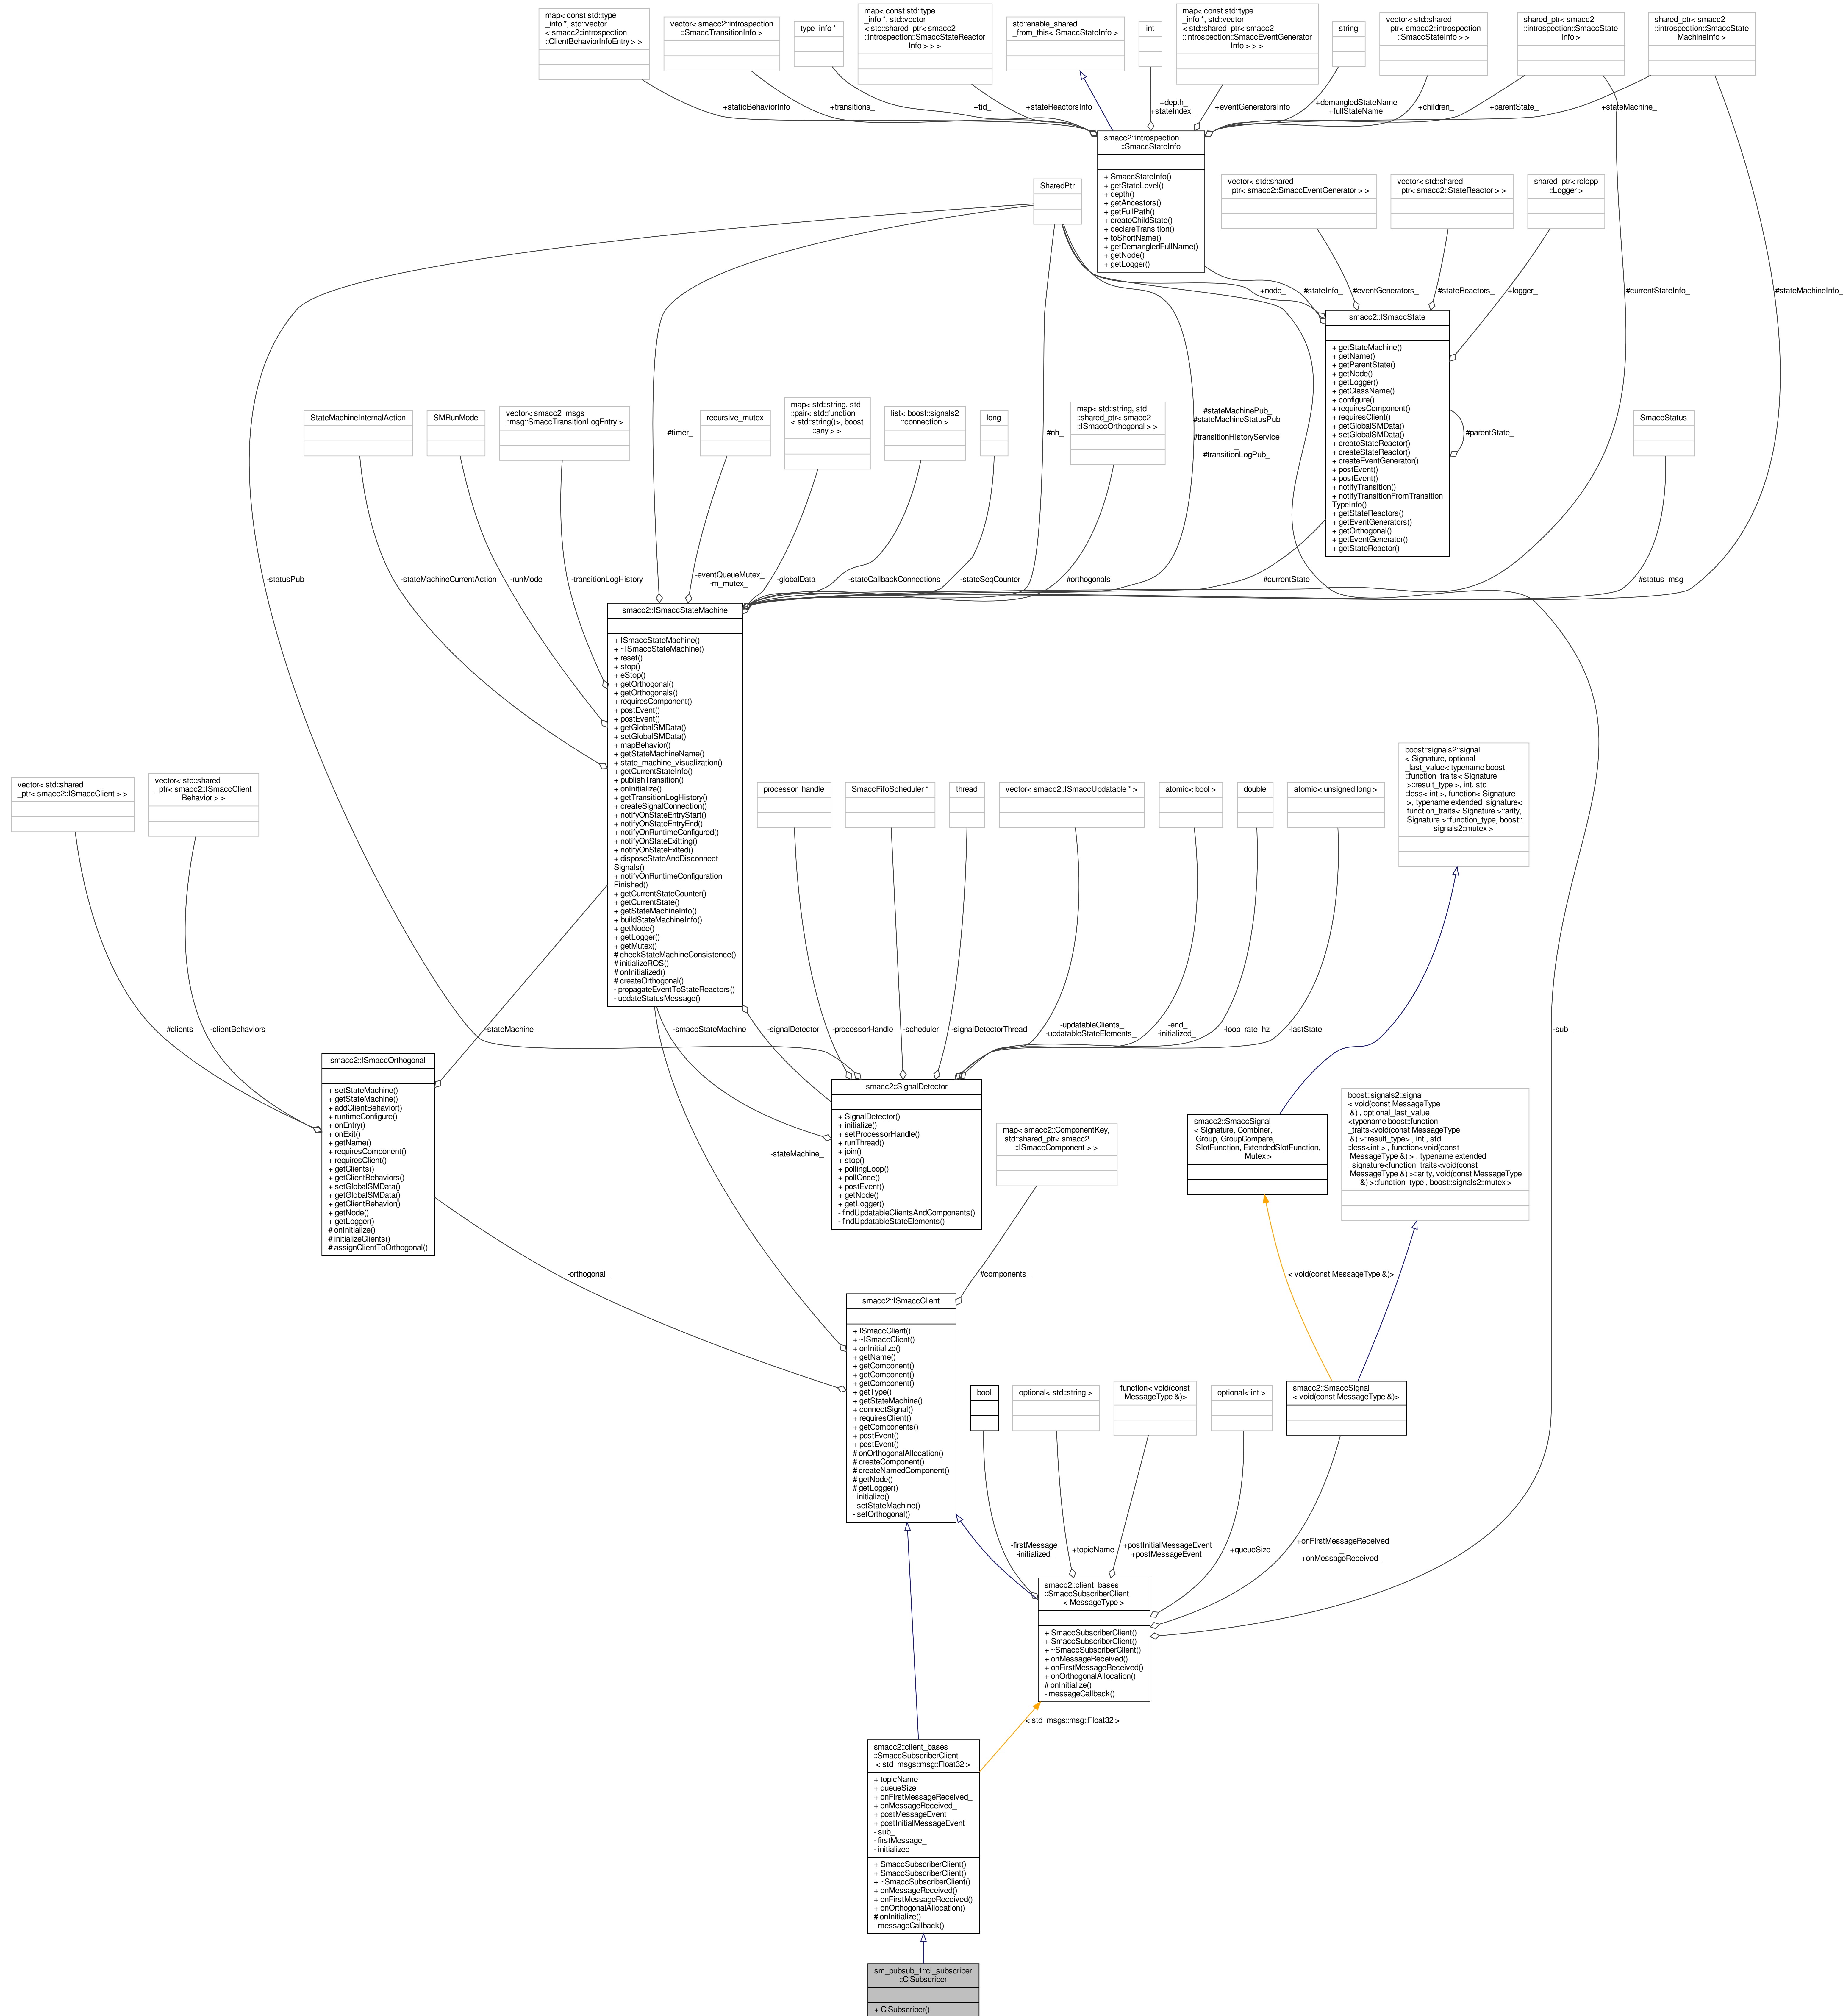 map< const std::type
_info *, std::vector
< smacc2::introspection
::ClientBehaviorInfoEntry > >
vector< smacc2::introspection
::SmaccTransitionInfo >
type_info *
map< const std::type
_info *, std::vector
< std::shared_ptr< smacc2
::introspection::SmaccStateReactor
Info > > >
std::enable_shared
_from_this< SmaccStateInfo >
int
map< const std::type
_info *, std::vector
< std::shared_ptr< smacc2
::introspection::SmaccEventGenerator
Info > > >
string
vector< std::shared
_ptr< smacc2::introspection
::SmaccStateInfo > >
shared_ptr< smacc2
::introspection::SmaccState
Info >
shared_ptr< smacc2
::introspection::SmaccState
MachineInfo >
+staticBehaviorInfo
+transitions_
+tid_
+stateReactorsInfo
+depth_
+stateIndex_
+eventGeneratorsInfo
+demangledStateName
+fullStateName
+children_
+parentState_
+stateMachine_
smacc2::introspection
::SmaccStateInfo
+ SmaccStateInfo()
+ getStateLevel()
+ depth()
+ getAncestors()
+ getFullPath()
+ createChildState()
+ declareTransition()
+ toShortName()
+ getDemangledFullName()
+ getNode()
+ getLogger()
SharedPtr
vector< std::shared
_ptr< smacc2::SmaccEventGenerator > >
vector< std::shared
_ptr< smacc2::StateReactor > >
shared_ptr< rclcpp
::Logger >
+node_
#stateInfo_
#eventGenerators_
#stateReactors_
+logger_
#currentStateInfo_
#stateMachineInfo_
smacc2::ISmaccState
+ getStateMachine()
+ getName()
+ getParentState()
+ getNode()
+ getLogger()
+ getClassName()
+ configure()
+ requiresComponent()
+ requiresClient()
+ getGlobalSMData()
+ setGlobalSMData()
+ createStateReactor()
+ createStateReactor()
+ createEventGenerator()
+ postEvent()
+ postEvent()
+ notifyTransition()
+ notifyTransitionFromTransition
TypeInfo()
+ getStateReactors()
+ getEventGenerators()
+ getOrthogonal()
+ getEventGenerator()
+ getStateReactor()
#parentState_
StateMachineInternalAction
SMRunMode
vector< smacc2_msgs
::msg::SmaccTransitionLogEntry >
#timer_
recursive_mutex
map< std::string, std
::pair< std::function
< std::string()>, boost
::any > >
list< boost::signals2
::connection >
long
#nh_
map< std::string, std
::shared_ptr< smacc2
::ISmaccOrthogonal > >
#stateMachinePub_
#stateMachineStatusPub
_
#transitionHistoryService
_
#transitionLogPub_
SmaccStatus
-statusPub_
-stateMachineCurrentAction
-runMode_
-transitionLogHistory_
-eventQueueMutex_
-m_mutex_
-globalData_
-stateCallbackConnections
-stateSeqCounter_
#orthogonals_
#currentState_
#status_msg_
smacc2::ISmaccStateMachine
+ ISmaccStateMachine()
+ ~ISmaccStateMachine()
+ reset()
+ stop()
+ eStop()
+ getOrthogonal()
+ getOrthogonals()
+ requiresComponent()
+ postEvent()
+ postEvent()
+ getGlobalSMData()
+ setGlobalSMData()
+ mapBehavior()
+ getStateMachineName()
+ state_machine_visualization()
+ getCurrentStateInfo()
+ publishTransition()
+ onInitialize()
+ getTransitionLogHistory()
+ createSignalConnection()
+ notifyOnStateEntryStart()
+ notifyOnStateEntryEnd()
+ notifyOnRuntimeConfigured()
+ notifyOnStateExitting()
+ notifyOnStateExited()
+ disposeStateAndDisconnect
Signals()
+ notifyOnRuntimeConfiguration
Finished()
+ getCurrentStateCounter()
+ getCurrentState()
+ getStateMachineInfo()
+ buildStateMachineInfo()
+ getNode()
+ getLogger()
+ getMutex()
# checkStateMachineConsistence()
# initializeROS()
# onInitialized()
# createOrthogonal()
- propagateEventToStateReactors()
- updateStatusMessage()
vector< std::shared
_ptr< smacc2::ISmaccClient > >
vector< std::shared
_ptr< smacc2::ISmaccClient
Behavior > >
processor_handle
SmaccFifoScheduler *
thread
vector< smacc2::ISmaccUpdatable * >
atomic< bool >
double
atomic< unsigned long >
boost::signals2::signal
< Signature, optional
_last_value< typename boost
::function_traits< Signature
>::result_type >, int, std
::less< int >, function< Signature
>, typename extended_signature<
function_traits< Signature >::arity,
Signature >::function_type, boost::
signals2::mutex >
#clients_
-clientBehaviors_
-stateMachine_
-smaccStateMachine_
-signalDetector_
-processorHandle_
-scheduler_
-signalDetectorThread_
-updatableClients_
-updatableStateElements_
-end_
-initialized_
-loop_rate_hz
-lastState_
-sub_
smacc2::ISmaccOrthogonal
+ setStateMachine()
+ getStateMachine()
+ addClientBehavior()
+ runtimeConfigure()
+ onEntry()
+ onExit()
+ getName()
+ requiresComponent()
+ requiresClient()
+ getClients()
+ getClientBehaviors()
+ setGlobalSMData()
+ getGlobalSMData()
+ getClientBehavior()
+ getNode()
+ getLogger()
# onInitialize()
# initializeClients()
# assignClientToOrthogonal()
smacc2::SignalDetector
+ SignalDetector()
+ initialize()
+ setProcessorHandle()
+ runThread()
+ join()
+ stop()
+ pollingLoop()
+ pollOnce()
+ postEvent()
+ getNode()
+ getLogger()
- findUpdatableClientsAndComponents()
- findUpdatableStateElements()
-stateMachine_
map< smacc2::ComponentKey,
std::shared_ptr< smacc2
::ISmaccComponent > >
smacc2::SmaccSignal
< Signature, Combiner,
Group, GroupCompare,
SlotFunction, ExtendedSlotFunction,
Mutex >
boost::signals2::signal
< void(const MessageType
&) , optional_last_value
<typename boost::function
_traits<void(const MessageType
&) >::result_type> , int , std
::less<int > , function<void(const
MessageType &) > , typename extended
_signature<function_traits<void(const
MessageType &) >::arity, void(const MessageType
&) >::function_type , boost::signals2::mutex >
-orthogonal_
#components_
< void(const MessageType &)>
smacc2::ISmaccClient
+ ISmaccClient()
+ ~ISmaccClient()
+ onInitialize()
+ getName()
+ getComponent()
+ getComponent()
+ getComponent()
+ getType()
+ getStateMachine()
+ connectSignal()
+ requiresClient()
+ getComponents()
+ postEvent()
+ postEvent()
# onOrthogonalAllocation()
# createComponent()
# createNamedComponent()
# getNode()
# getLogger()
- initialize()
- setStateMachine()
- setOrthogonal()
bool
optional< std::string >
function< void(const
MessageType &)>
optional< int >
smacc2::SmaccSignal
< void(const MessageType &)>
-firstMessage_
-initialized_
+topicName
+postInitialMessageEvent
+postMessageEvent
+queueSize
+onFirstMessageReceived
_
+onMessageReceived_
smacc2::client_bases
::SmaccSubscriberClient
< MessageType >
+ SmaccSubscriberClient()
+ SmaccSubscriberClient()
+ ~SmaccSubscriberClient()
+ onMessageReceived()
+ onFirstMessageReceived()
+ onOrthogonalAllocation()
# onInitialize()
- messageCallback()
< std_msgs::msg::Float32 >
smacc2::client_bases
::SmaccSubscriberClient
< std_msgs::msg::Float32 >
+ topicName
+ queueSize
+ onFirstMessageReceived_
+ onMessageReceived_
+ postMessageEvent
+ postInitialMessageEvent
- sub_
- firstMessage_
- initialized_
+ SmaccSubscriberClient()
+ SmaccSubscriberClient()
+ ~SmaccSubscriberClient()
+ onMessageReceived()
+ onFirstMessageReceived()
+ onOrthogonalAllocation()
# onInitialize()
- messageCallback()
sm_pubsub_1::cl_subscriber
::ClSubscriber
+ ClSubscriber()